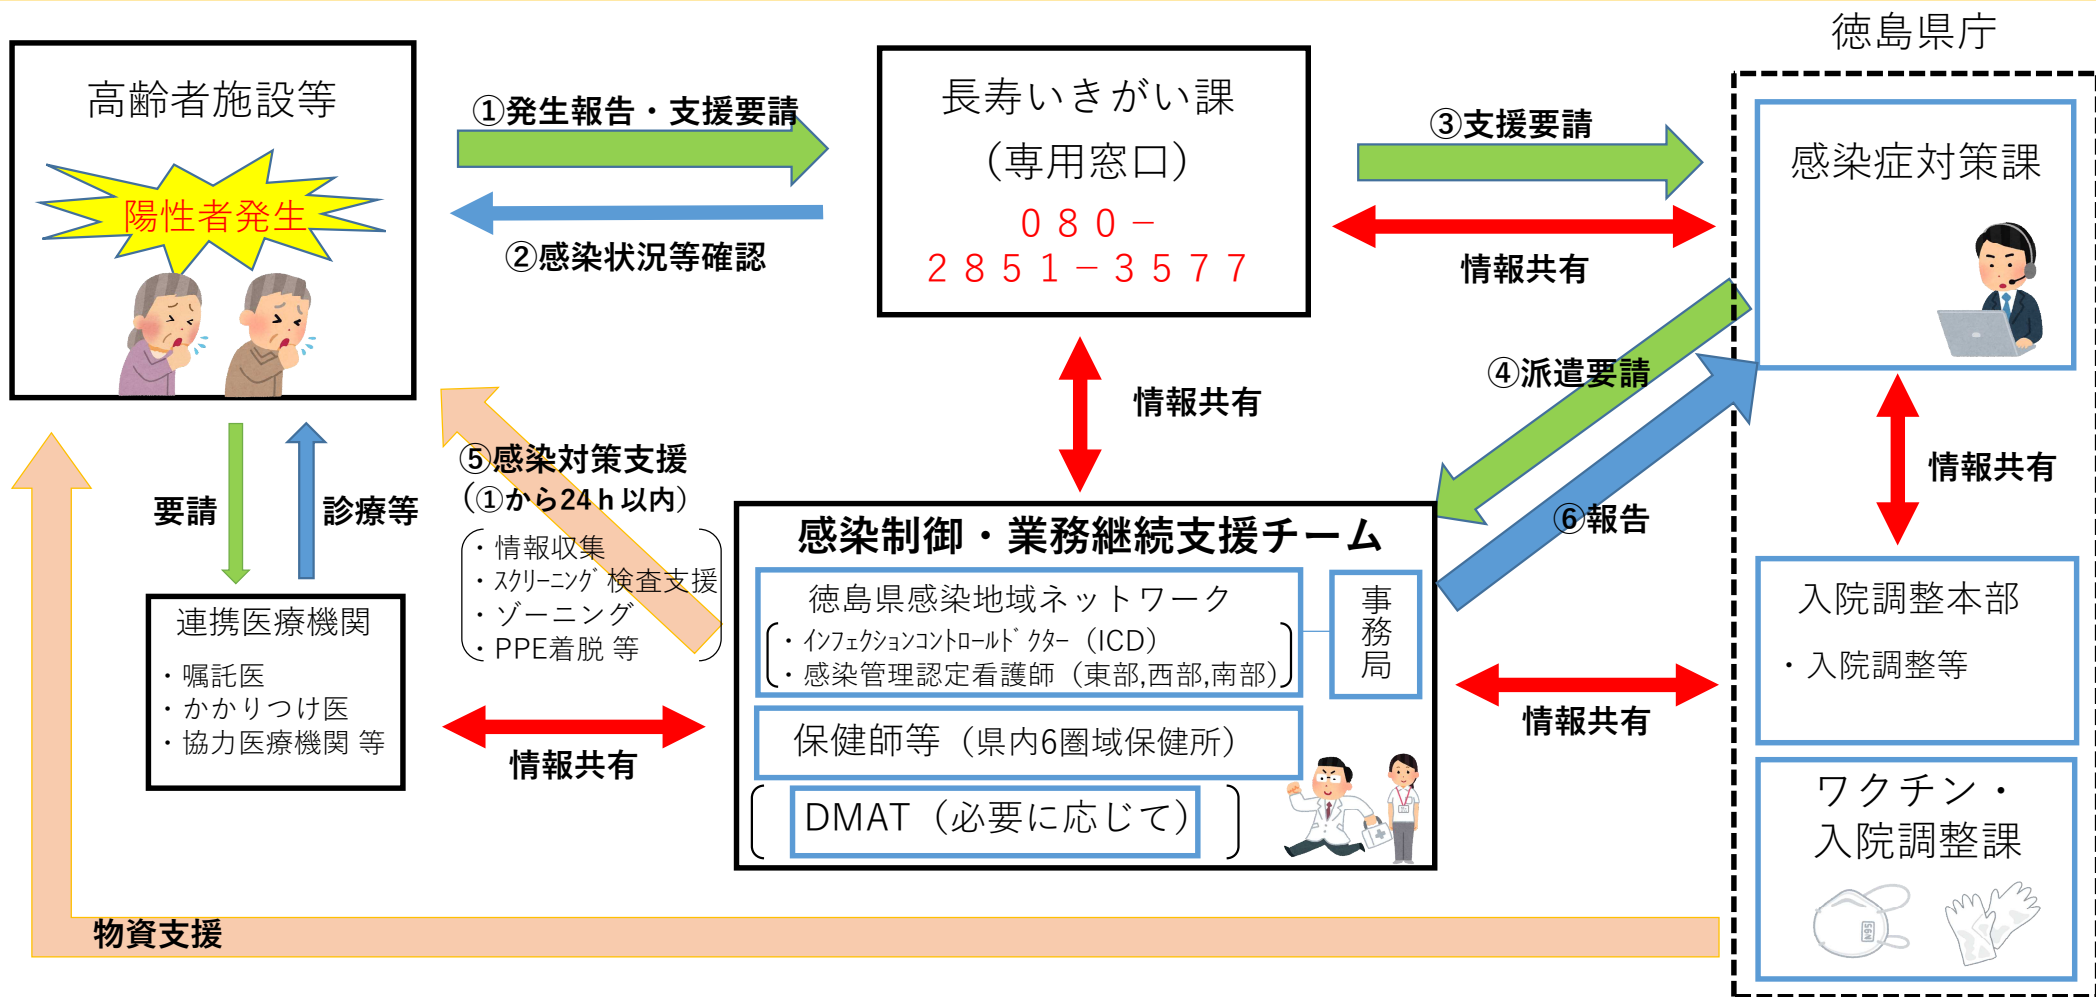 徳島県庁
高齢者施設等
陽性者発生
①発生報告・支援要請
②感染状況等確認
長寿いきがい課
（専用窓口）
０８０－
２８５１－３５７７
③支援要請
情報共有
感染症対策課
④派遣要請
⑥報告
情報共有
情報共有
要請
診療等
⑤感染対策支援
（①から24ｈ以内）
・情報収集
・ｽｸﾘｰﾆﾝｸﾞ検査支援
・ゾーニング
・PPE着脱 等
連携医療機関
・嘱託医
・かかりつけ医
・協力医療機関 等
情報共有
感染制御・業務継続支援チーム
徳島県感染地域ネットワーク
・ｲﾝﾌｪｸｼｮﾝｺﾝﾄﾛｰﾙﾄﾞｸﾀｰ（ICD）
・感染管理認定看護師（東部,西部,南部）
事務局
保健師等（県内6圏域保健所）
DMAT（必要に応じて）
情報共有
入院調整本部
・入院調整等
ワクチン・
入院調整課
N95
物資支援